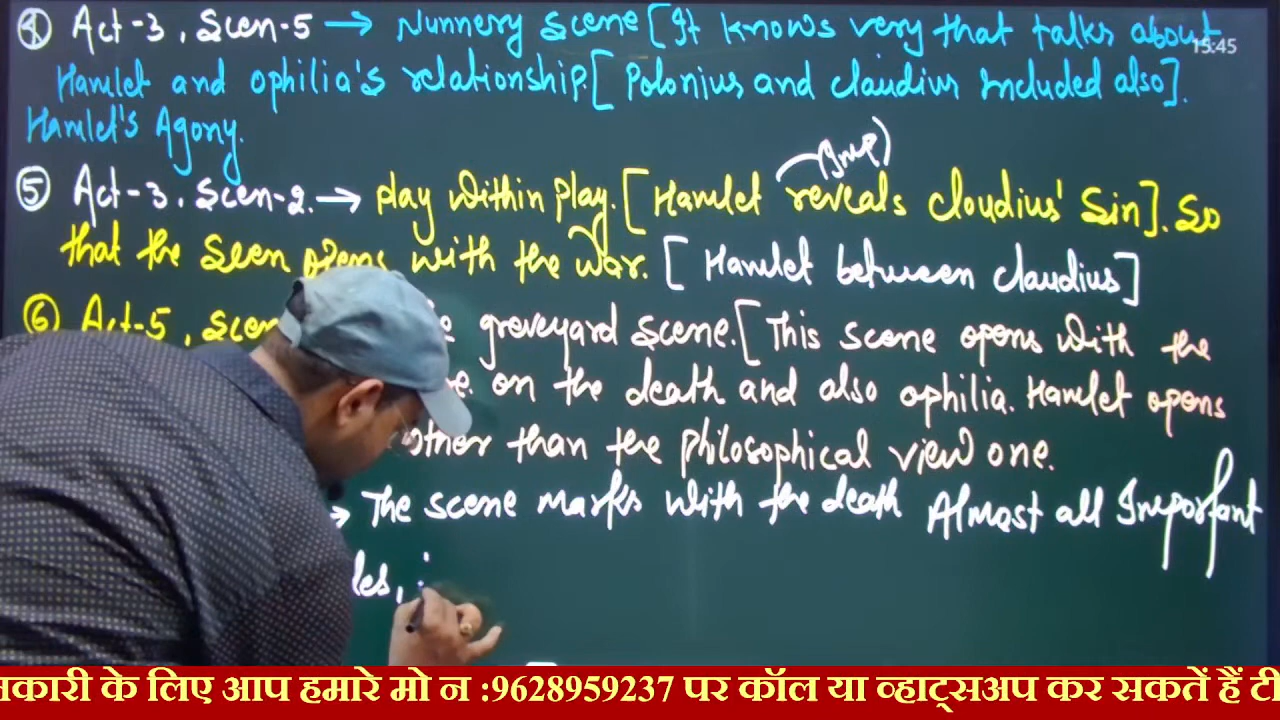 ④ Act-3, Scen-5 → Nunnery scene [It knows very that talks about
15:45
Hamlet and ophilia's relationship. [Polonius and claudius Included also].
Hamlet's Agony.
⑤ Act-3, Scen-2. → play within play. [Hamlet reveals claudius' Sin]. So
that the Seen opens with the war. [Hamlet between claudius]
⑥ Act-5, Scen greveyard scene. [This scene opens with the
on the death and also ophilia. Hamlet opens
than the philosophical view one.
→ The scene marks with the death Almost all Important
जानकारी के लिए आप हमारे मो न :9628959237 पर कॉल या व्हाट्सअप कर सकतें हैं टी